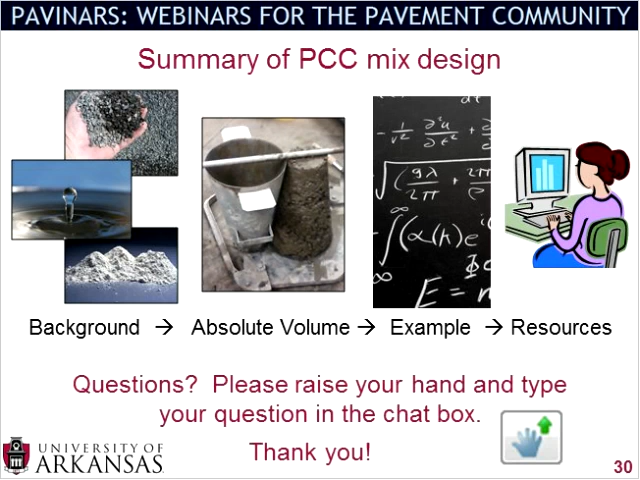 PAVINARS: WEBINARS FOR THE PAVEMENT COMMUNITY
Summary of PCC mix design
Background → Absolute Volume → Example → Resources
Questions? Please raise your hand and type
your question in the chat box.
Thank you!
UNIVERSITY OF
ARKANSAS
30